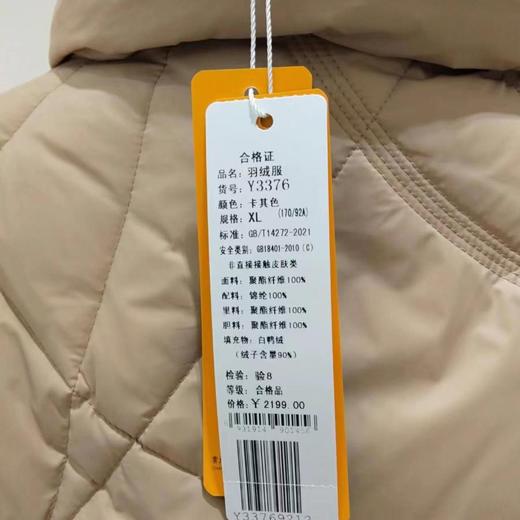 合格证
品名: 羽绒服
货号: Y3376
颜色: 卡其色
规格: XL (170/92A)
标准: GB/T14272-2021
安全类别: GB18401-2010 (C)
非直接接触皮肤类
面料: 聚酯纤维100%
配料: 锦纶100%
里料: 聚酯纤维100%
胆料: 聚酯纤维100%
填充物: 白鸭绒
(绒子含量90%)
检验: 验8
等级: 合格品
价格: ¥ 2199.00
Y33769212